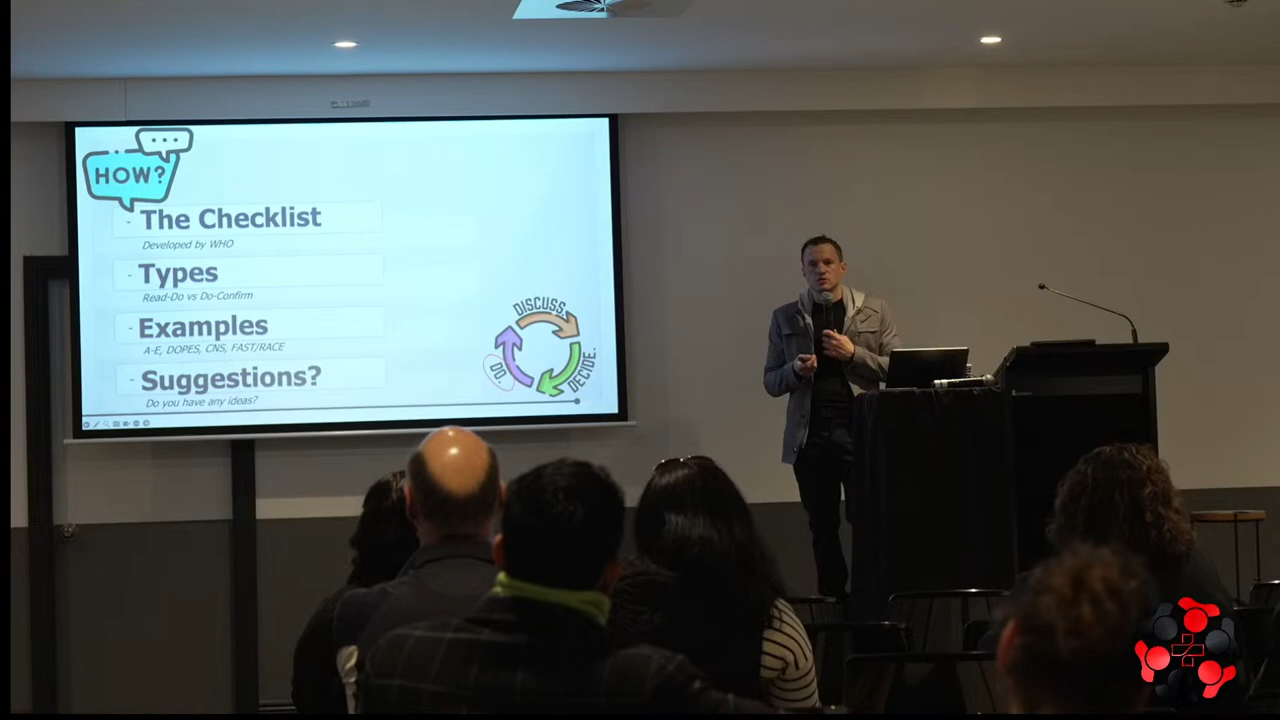 HOW?
- The Checklist
Developed by WHO
- Types
Read-Do vs Do-Confirm
- Examples
A-E, DOPES, CNS, FAST/RACE
- Suggestions?
Do you have any ideas?
DISCUSS.
DECIDE.
DO.